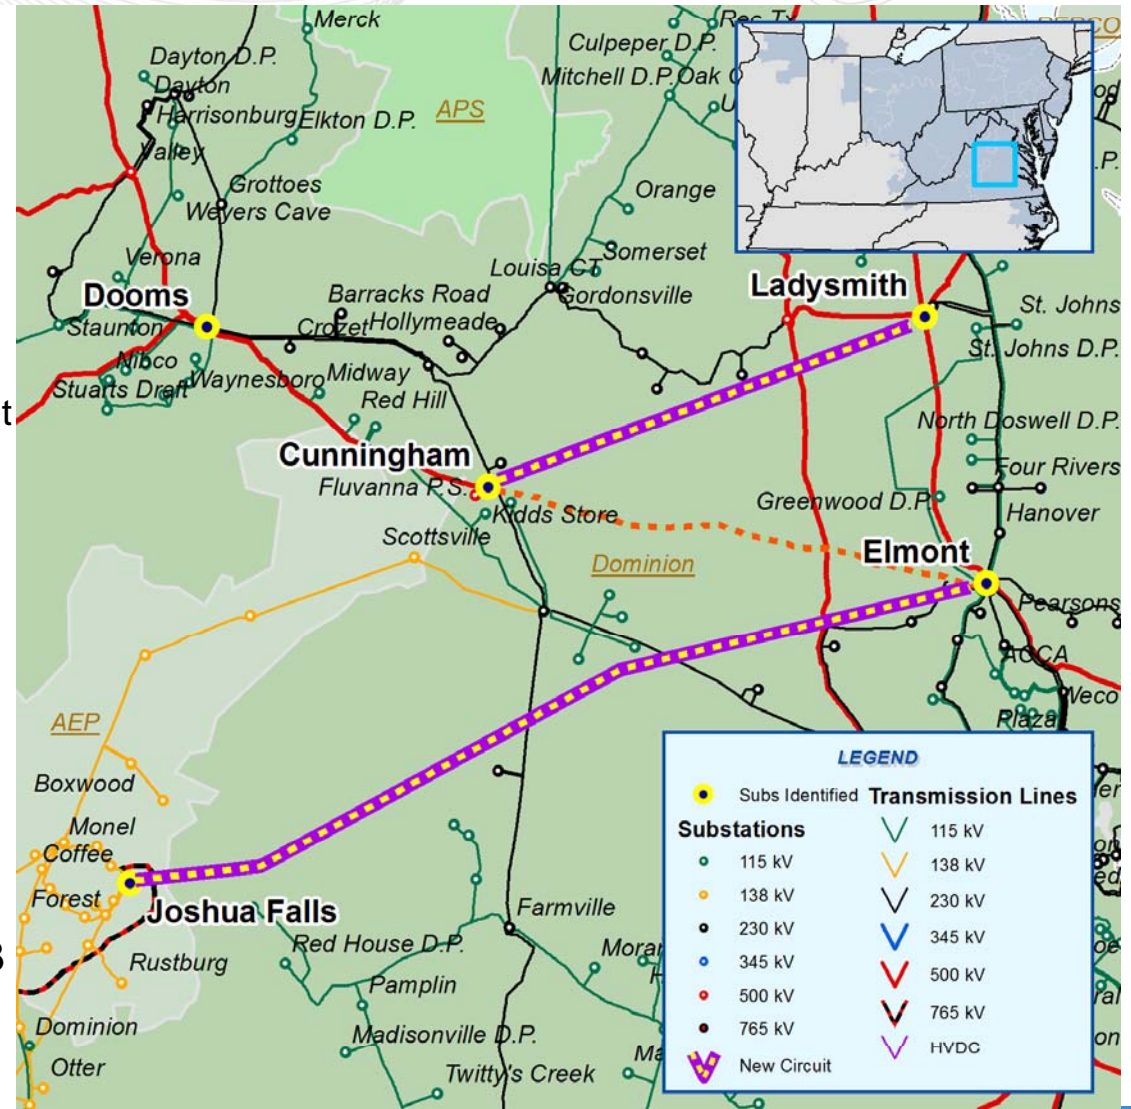 Merck
Dayton D.P.
Dayton
Harrisonburg
Elkton D.P.
Valley
Grottoes
Weyers Cave
Verona
Dooms
Staunton
Nibco
Stuarts Draft
Waynesboro
Crozet
Barracks Road
Hollymeade
Midway
Red Hill
APS
Culpeper D.P.
Mitchell D.P.
Orange
Somerset
Louisa CT
Gordonsville
Ladysmith
St. Johns
St. Johns D.P.
North Doswell D.P.
Four Rivers
Greenwood D.P.
Hanover
Cunningham
Fluvanna P.S.
Kidds Store
Scottsville
Dominion
Elmont
Pearsons
ACCA
Weco
Plaza
AEP
Boxwood
Monel
Coffee
Forest
Joshua Falls
Rustburg
Dominion
Otter
Red House D.P.
Pamplin
Madisonville D.P.
Twitty's Creek
Farmville
LEGEND
Subs Identified
Substations
115 kV
138 kV
230 kV
345 kV
500 kV
765 kV
New Circuit
Transmission Lines
115 kV
138 kV
230 kV
345 kV
500 kV
765 kV
HVDC